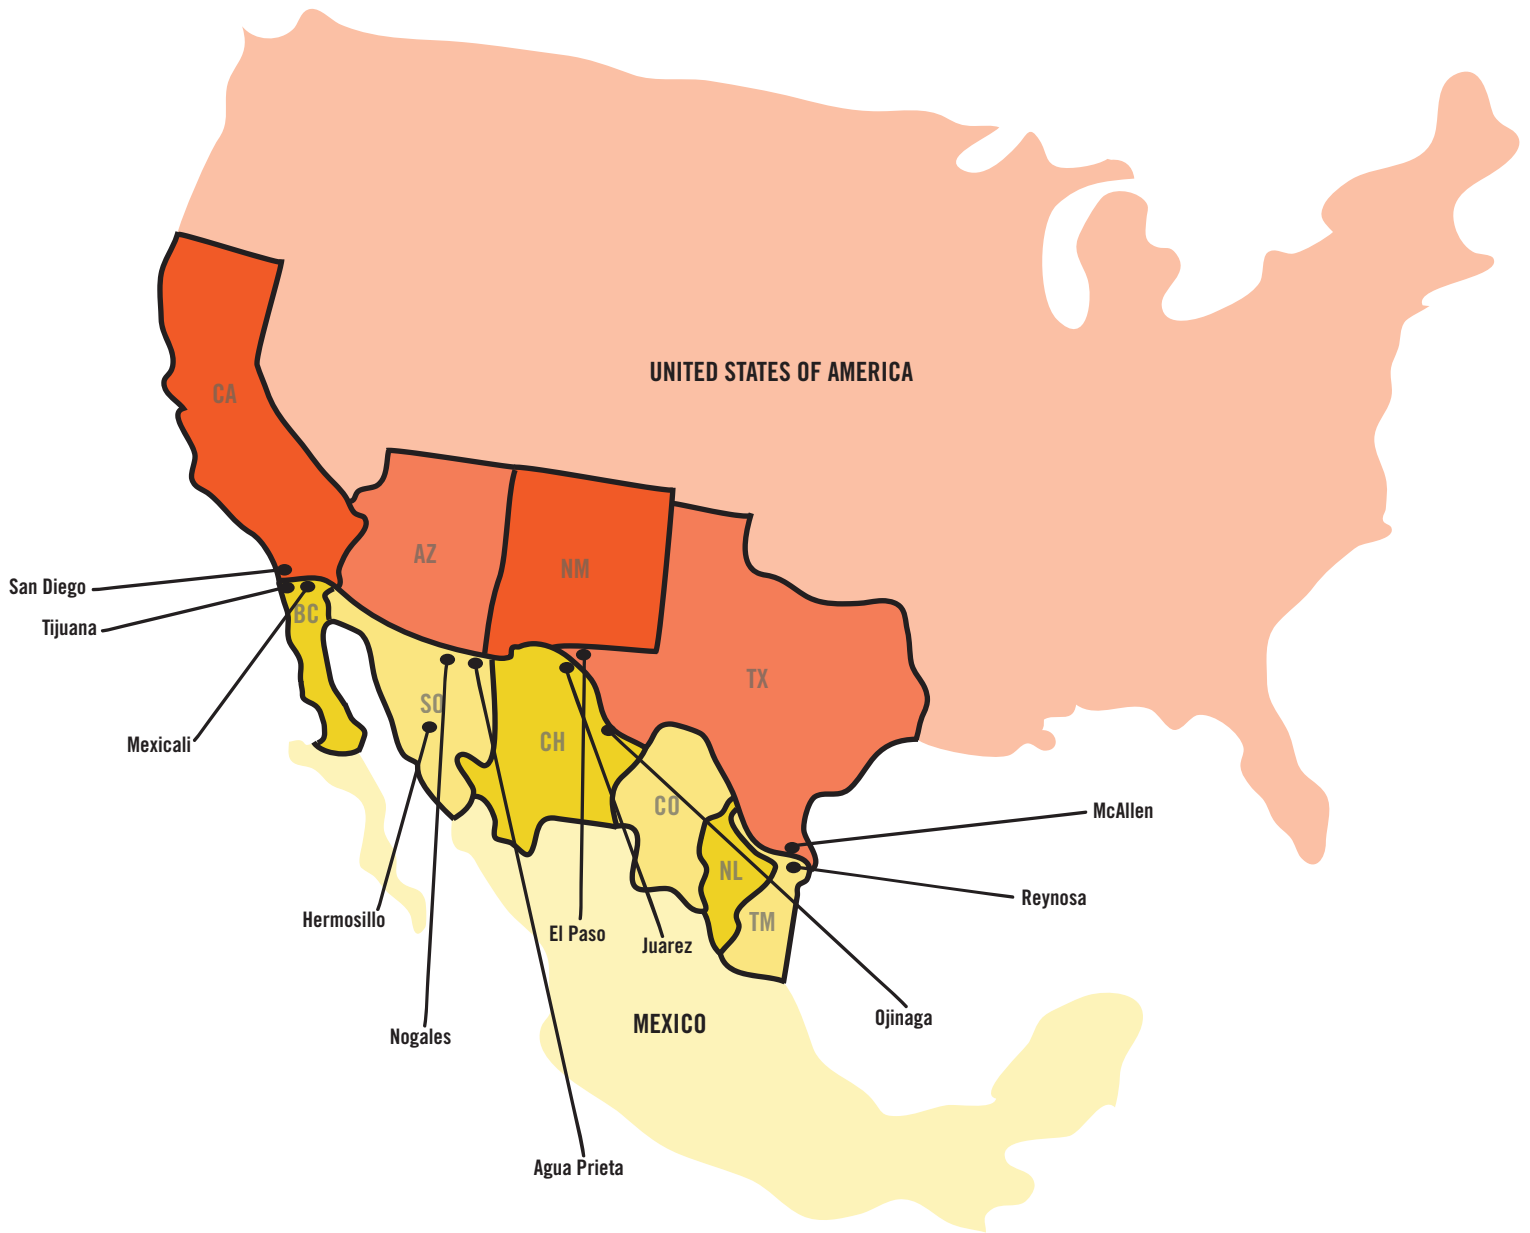 UNITED STATES OF AMERICA
CA
AZ
NM
San Diego
BC
Tijuana
TX
SO
CH
Mexicali
CO
McAllen
NL
Reynosa
Hermosillo
TM
El Paso
Juarez
Ojinaga
MEXICO
Nogales
Agua Prieta